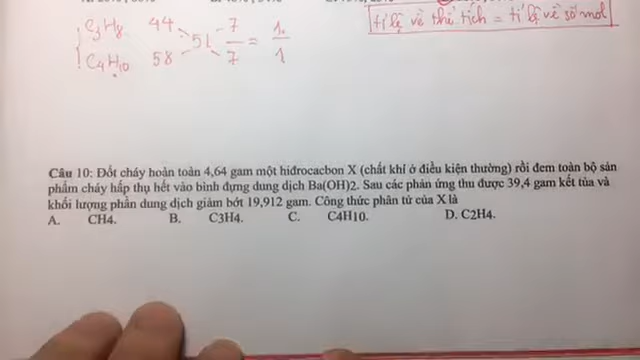 C3H8 44 7 1.
51 — = —
C4H10 58 7 1
tỉ lệ về thể tích = tỉ lệ về số mol
Câu 10: Đốt cháy hoàn toàn 4,64 gam một hiđrocacbon X (chất khí ở điều kiện thường) rồi đem toàn bộ sản
phẩm cháy hấp thụ hết vào bình đựng dung dịch Ba(OH)2. Sau các phản ứng thu được 39,4 gam kết tủa và
khối lượng phần dung dịch giảm bớt 19,912 gam. Công thức phân tử của X là
A. CH4. B. C3H4. C. C4H10. D. C2H4.